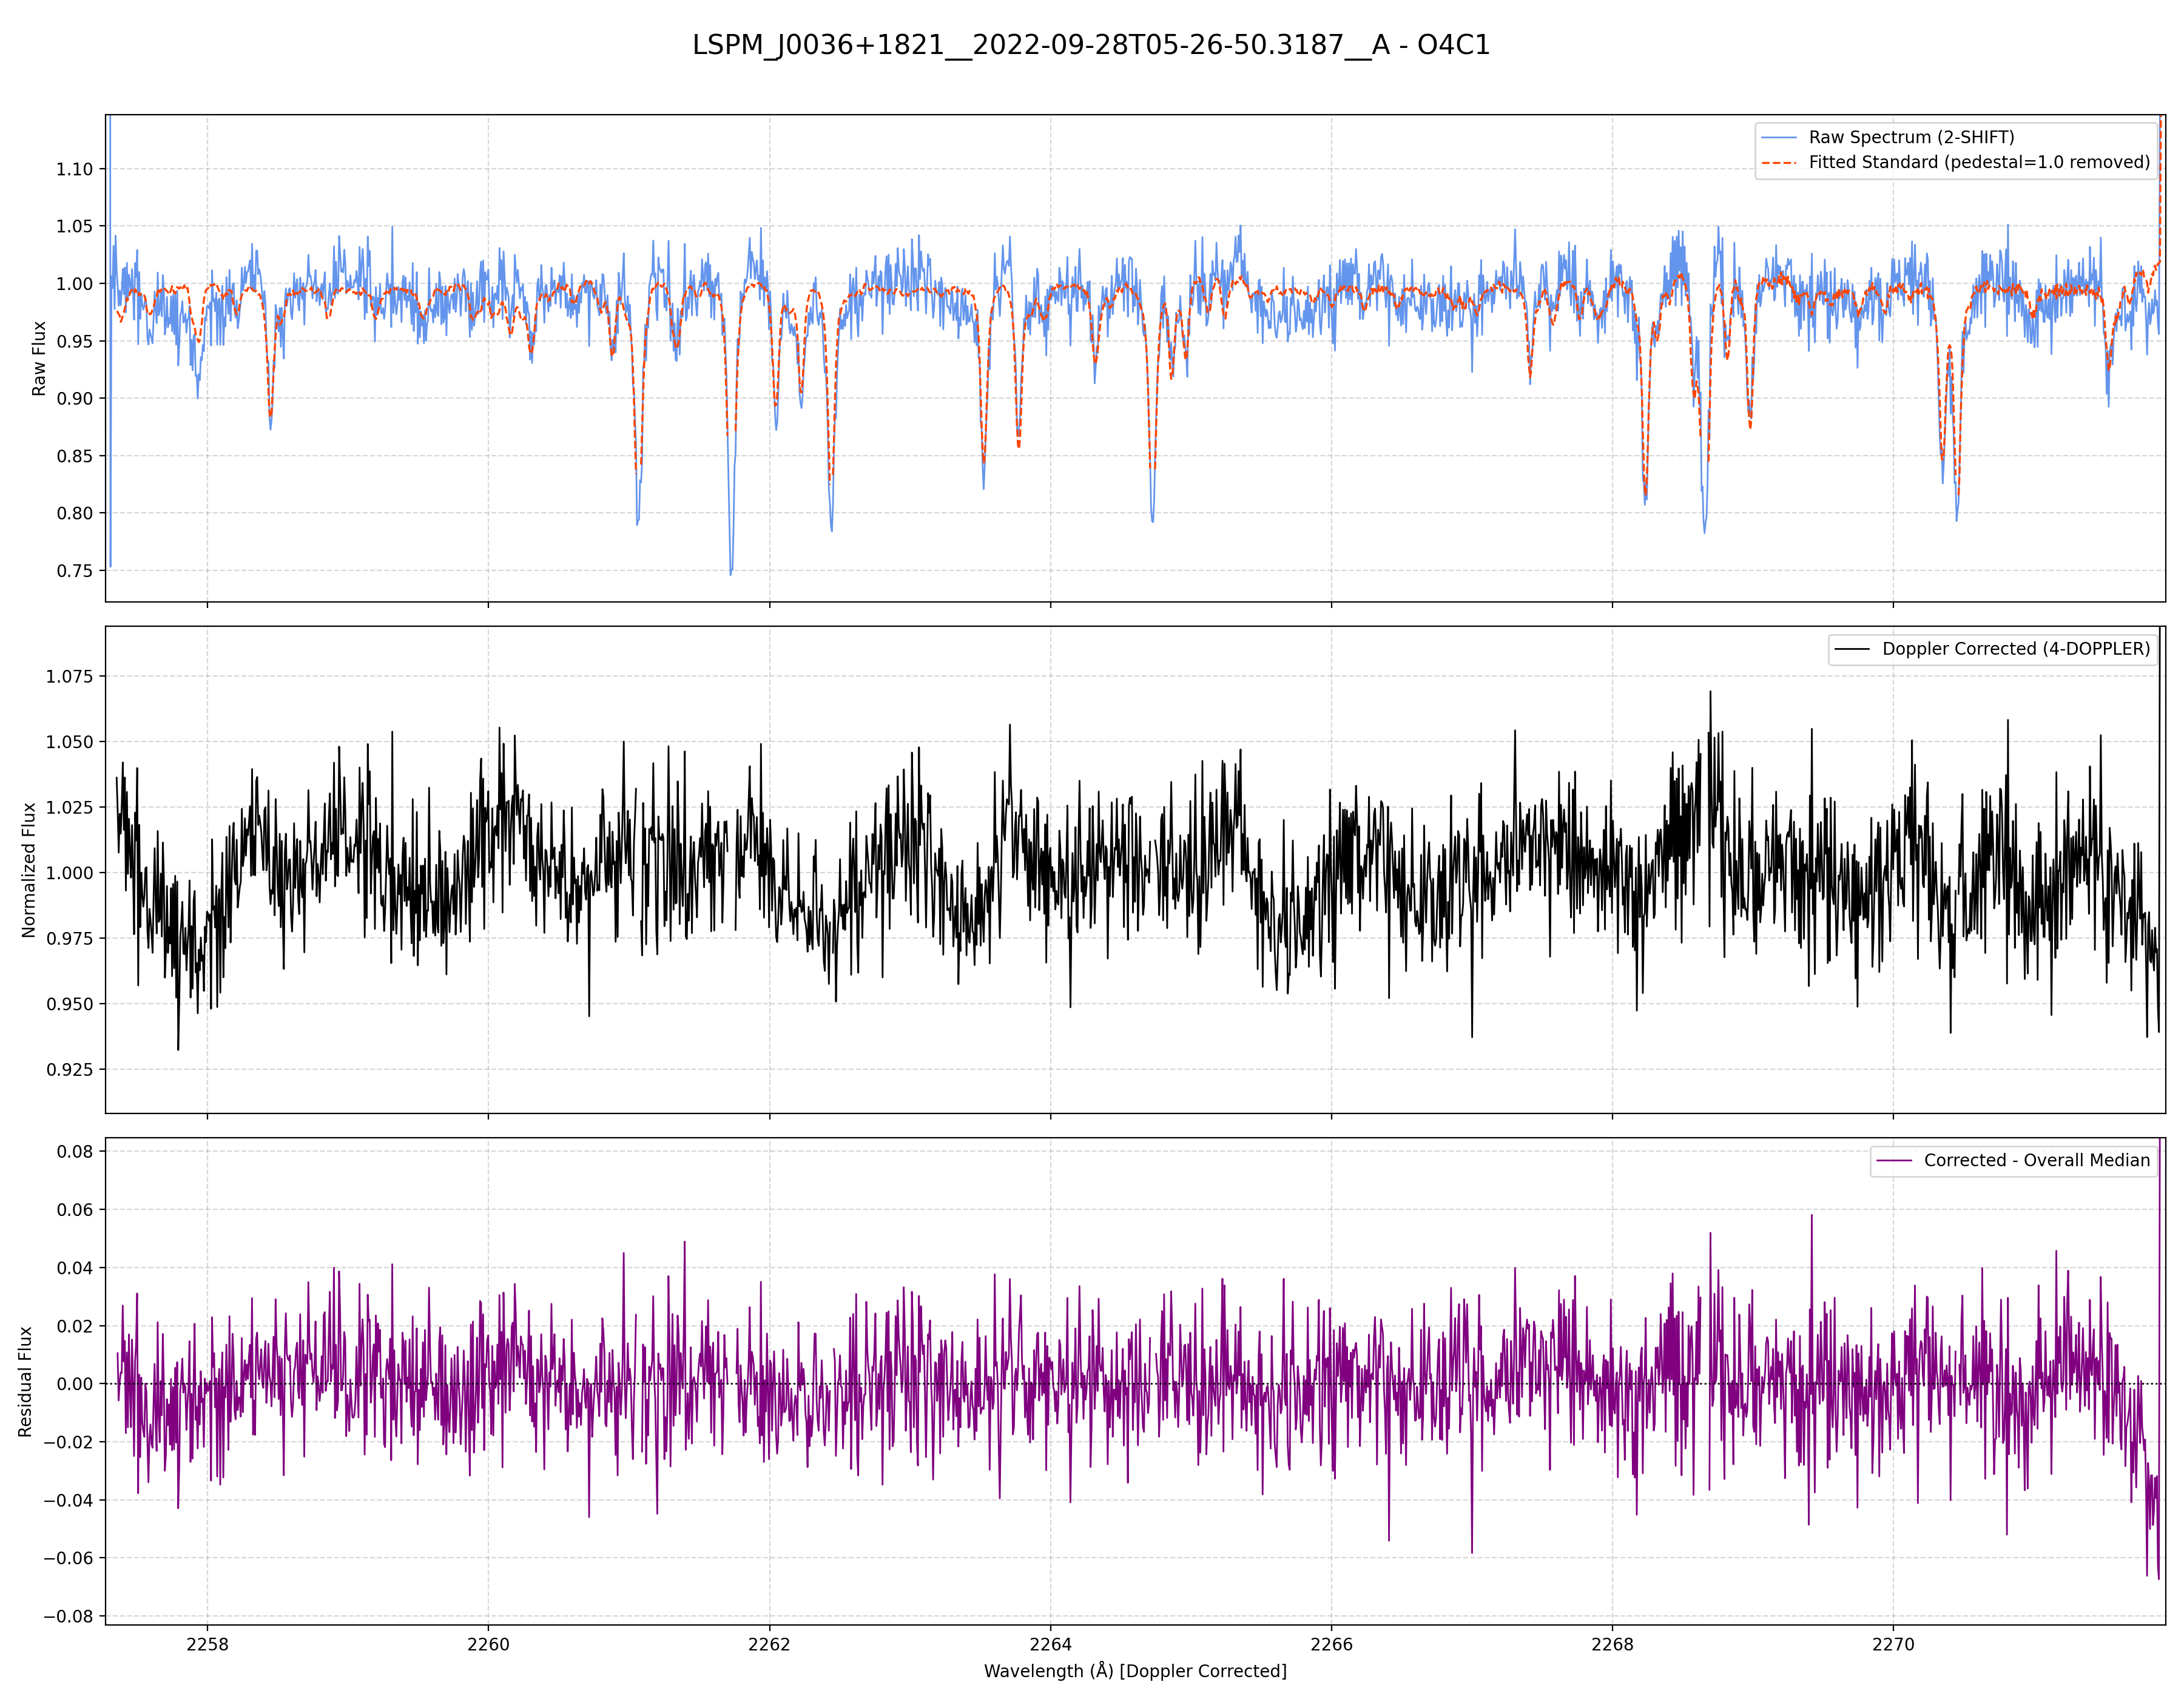 LSPM_J0036+1821__2022-09-28T05-26-50.3187__A - O4C1
Raw Spectrum (2-SHIFT)
Fitted Standard (pedestal=1.0 removed)
1.10
1.05
1.00
0.95
0.90
0.85
0.80
0.75
Raw Flux
Doppler Corrected (4-DOPPLER)
1.075
1.050
1.025
1.000
0.975
0.950
0.925
Normalized Flux
Corrected - Overall Median
0.08
0.06
0.04
0.02
0.00
−0.02
−0.04
−0.06
−0.08
Residual Flux
2258 2260 2262 2264 2266 2268 2270
Wavelength (Å) [Doppler Corrected]